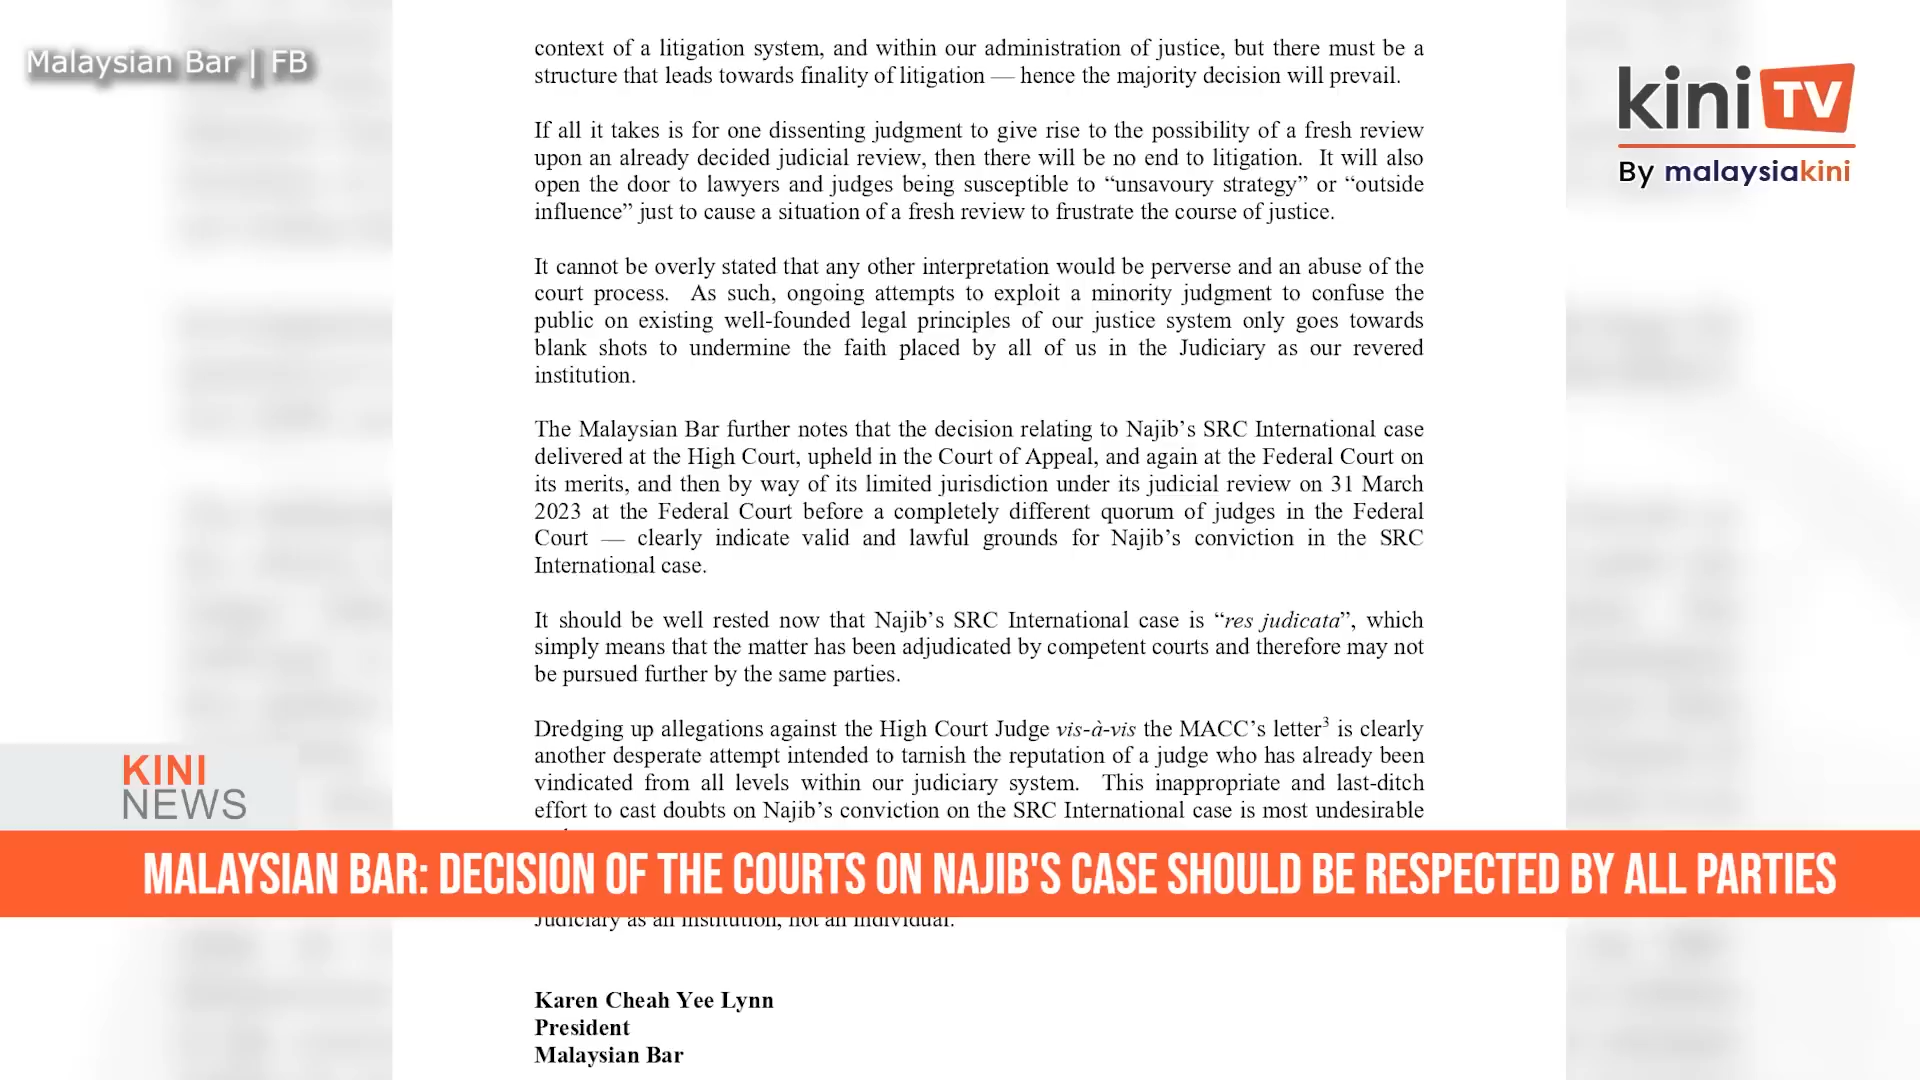 Malaysian Bar | FB
kini TV
By malaysiakini
context of a litigation system, and within our administration of justice, but there must be a
structure that leads towards finality of litigation — hence the majority decision will prevail.
If all it takes is for one dissenting judgment to give rise to the possibility of a fresh review
upon an already decided judicial review, then there will be no end to litigation. It will also
open the door to lawyers and judges being susceptible to “unsavoury strategy” or “outside
influence” just to cause a situation of a fresh review to frustrate the course of justice.
It cannot be overly stated that any other interpretation would be perverse and an abuse of the
court process. As such, ongoing attempts to exploit a minority judgment to confuse the
public on existing well-founded legal principles of our justice system only goes towards
blank shots to undermine the faith placed by all of us in the Judiciary as our revered
institution.
The Malaysian Bar further notes that the decision relating to Najib’s SRC International case
delivered at the High Court, upheld in the Court of Appeal, and again at the Federal Court on
its merits, and then by way of its limited jurisdiction under its judicial review on 31 March
2023 at the Federal Court before a completely different quorum of judges in the Federal
Court — clearly indicate valid and lawful grounds for Najib’s conviction in the SRC
International case.
It should be well rested now that Najib’s SRC International case is “res judicata”, which
simply means that the matter has been adjudicated by competent courts and therefore may not
be pursued further by the same parties.
Dredging up allegations against the High Court Judge vis-à-vis the MACC’s letter3 is clearly
another desperate attempt intended to tarnish the reputation of a judge who has already been
vindicated from all levels within our judiciary system. This inappropriate and last-ditch
effort to cast doubts on Najib’s conviction on the SRC International case is most undesirable
KINI
NEWS
MALAYSIAN BAR: DECISION OF THE COURTS ON NAJIB'S CASE SHOULD BE RESPECTED BY ALL PARTIES
Judiciary as an institution, not an individual.
Karen Cheah Yee Lynn
President
Malaysian Bar